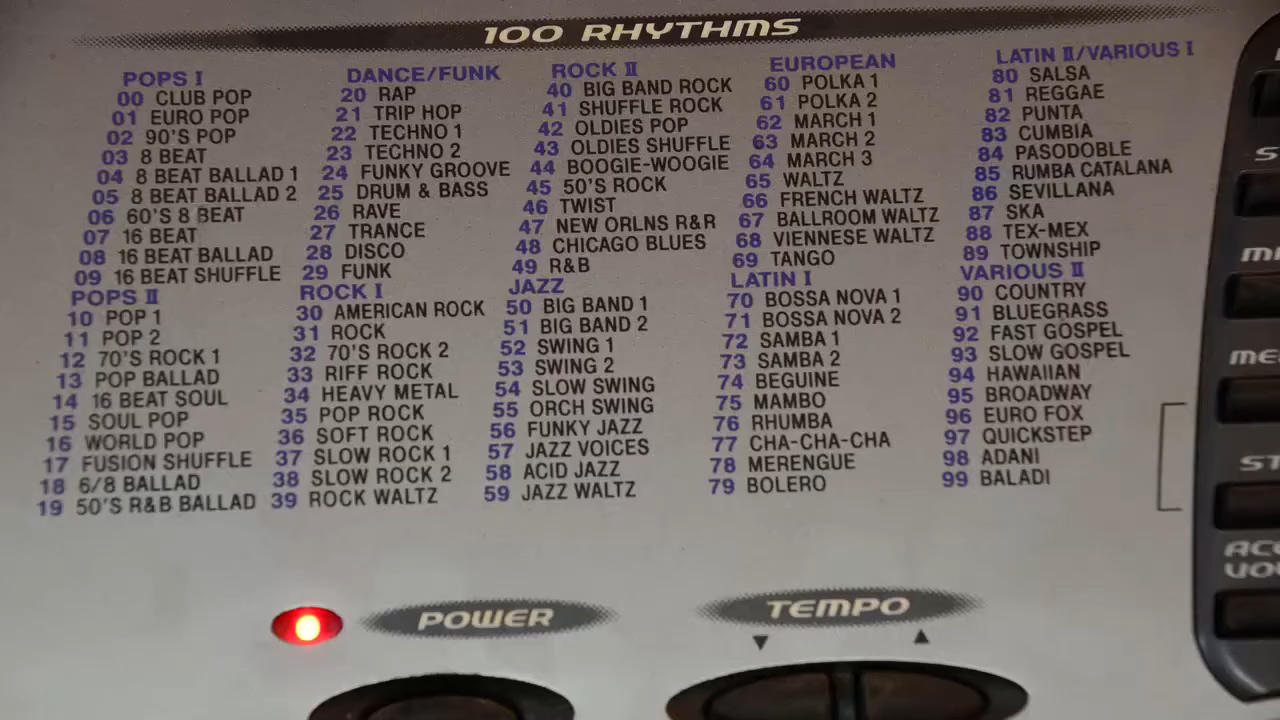 100 RHYTHMS
POPS I
00 CLUB POP
01 EURO POP
02 90'S POP
03 8 BEAT
04 8 BEAT BALLAD 1
05 8 BEAT BALLAD 2
06 60'S 8 BEAT
07 16 BEAT
08 16 BEAT BALLAD
09 16 BEAT SHUFFLE
POPS II
10 POP 1
11 POP 2
12 70'S ROCK 1
13 POP BALLAD
14 16 BEAT SOUL
15 SOUL POP
16 WORLD POP
17 FUSION SHUFFLE
18 6/8 BALLAD
19 50'S R&B BALLAD
DANCE/FUNK
20 RAP
21 TRIP HOP
22 TECHNO 1
23 TECHNO 2
24 FUNKY GROOVE
25 DRUM & BASS
26 RAVE
27 TRANCE
28 DISCO
29 FUNK
ROCK I
30 AMERICAN ROCK
31 ROCK
32 70'S ROCK 2
33 RIFF ROCK
34 HEAVY METAL
35 POP ROCK
36 SOFT ROCK
37 SLOW ROCK 1
38 SLOW ROCK 2
39 ROCK WALTZ
ROCK II
40 BIG BAND ROCK
41 SHUFFLE ROCK
42 OLDIES POP
43 OLDIES SHUFFLE
44 BOOGIE-WOOGIE
45 50'S ROCK
46 TWIST
47 NEW ORLNS R&R
48 CHICAGO BLUES
49 R&B
JAZZ
50 BIG BAND 1
51 BIG BAND 2
52 SWING 1
53 SWING 2
54 SLOW SWING
55 ORCH SWING
56 FUNKY JAZZ
57 JAZZ VOICES
58 ACID JAZZ
59 JAZZ WALTZ
EUROPEAN
60 POLKA 1
61 POLKA 2
62 MARCH 1
63 MARCH 2
64 MARCH 3
65 WALTZ
66 FRENCH WALTZ
67 BALLROOM WALTZ
68 VIENNESE WALTZ
69 TANGO
LATIN I
70 BOSSA NOVA 1
71 BOSSA NOVA 2
72 SAMBA 1
73 SAMBA 2
74 BEGUINE
75 MAMBO
76 RHUMBA
77 CHA-CHA-CHA
78 MERENGUE
79 BOLERO
LATIN II/VARIOUS I
80 SALSA
81 REGGAE
82 PUNTA
83 CUMBIA
84 PASODOBLE
85 RUMBA CATALANA
86 SEVILLANA
87 SKA
88 TEX-MEX
89 TOWNSHIP
VARIOUS II
90 COUNTRY
91 BLUEGRASS
92 FAST GOSPEL
93 SLOW GOSPEL
94 HAWAIIAN
95 BROADWAY
96 EURO FOX
97 QUICKSTEP
98 ADANI
99 BALADI
POWER
TEMPO